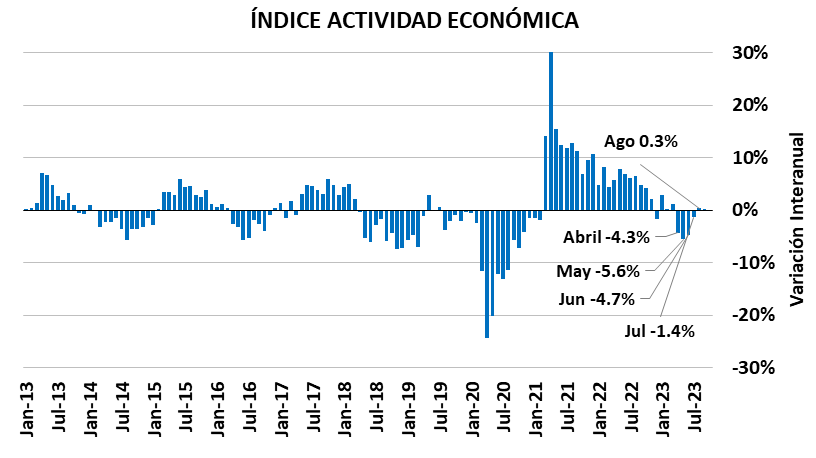 ÍNDICE ACTIVIDAD ECONÓMICA
30%
20%
10%
0%
-10%
-20%
-30%
Variación Interanual
Ago 0.3%
Abril -4.3%
May -5.6%
Jun -4.7%
Jul -1.4%
Jan-13
Jul-13
Jan-14
Jul-14
Jan-15
Jul-15
Jan-16
Jul-16
Jan-17
Jul-17
Jan-18
Jul-18
Jan-19
Jul-19
Jan-20
Jul-20
Jan-21
Jul-21
Jan-22
Jul-22
Jan-23
Jul-23